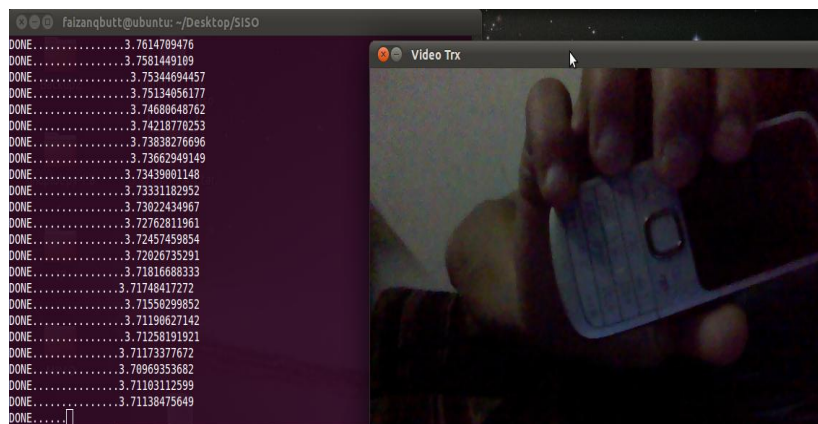 faizanqbutt@ubuntu: ~/Desktop/SISO
DONE................3.7614709476
DONE................3.7581449109
DONE.................3.75344694457
DONE.................3.75134056177
DONE.................3.74680648762
DONE.................3.74218770253
DONE.................3.73838276696
DONE.................3.73662949149
DONE................3.73439001148
DONE................3.73331182952
DONE................3.73022434967
DONE................3.72762811961
DONE................3.72457459854
DONE................3.72026735291
DONE................3.71816688333
DONE...............3.71748417272
DONE................3.71550299852
DONE................3.71190627142
DONE................3.71258191921
DONE...............3.71173377672
DONE...............3.70969353682
DONE...............3.71103112599
DONE...............3.71138475649
DONE......
Video Trx